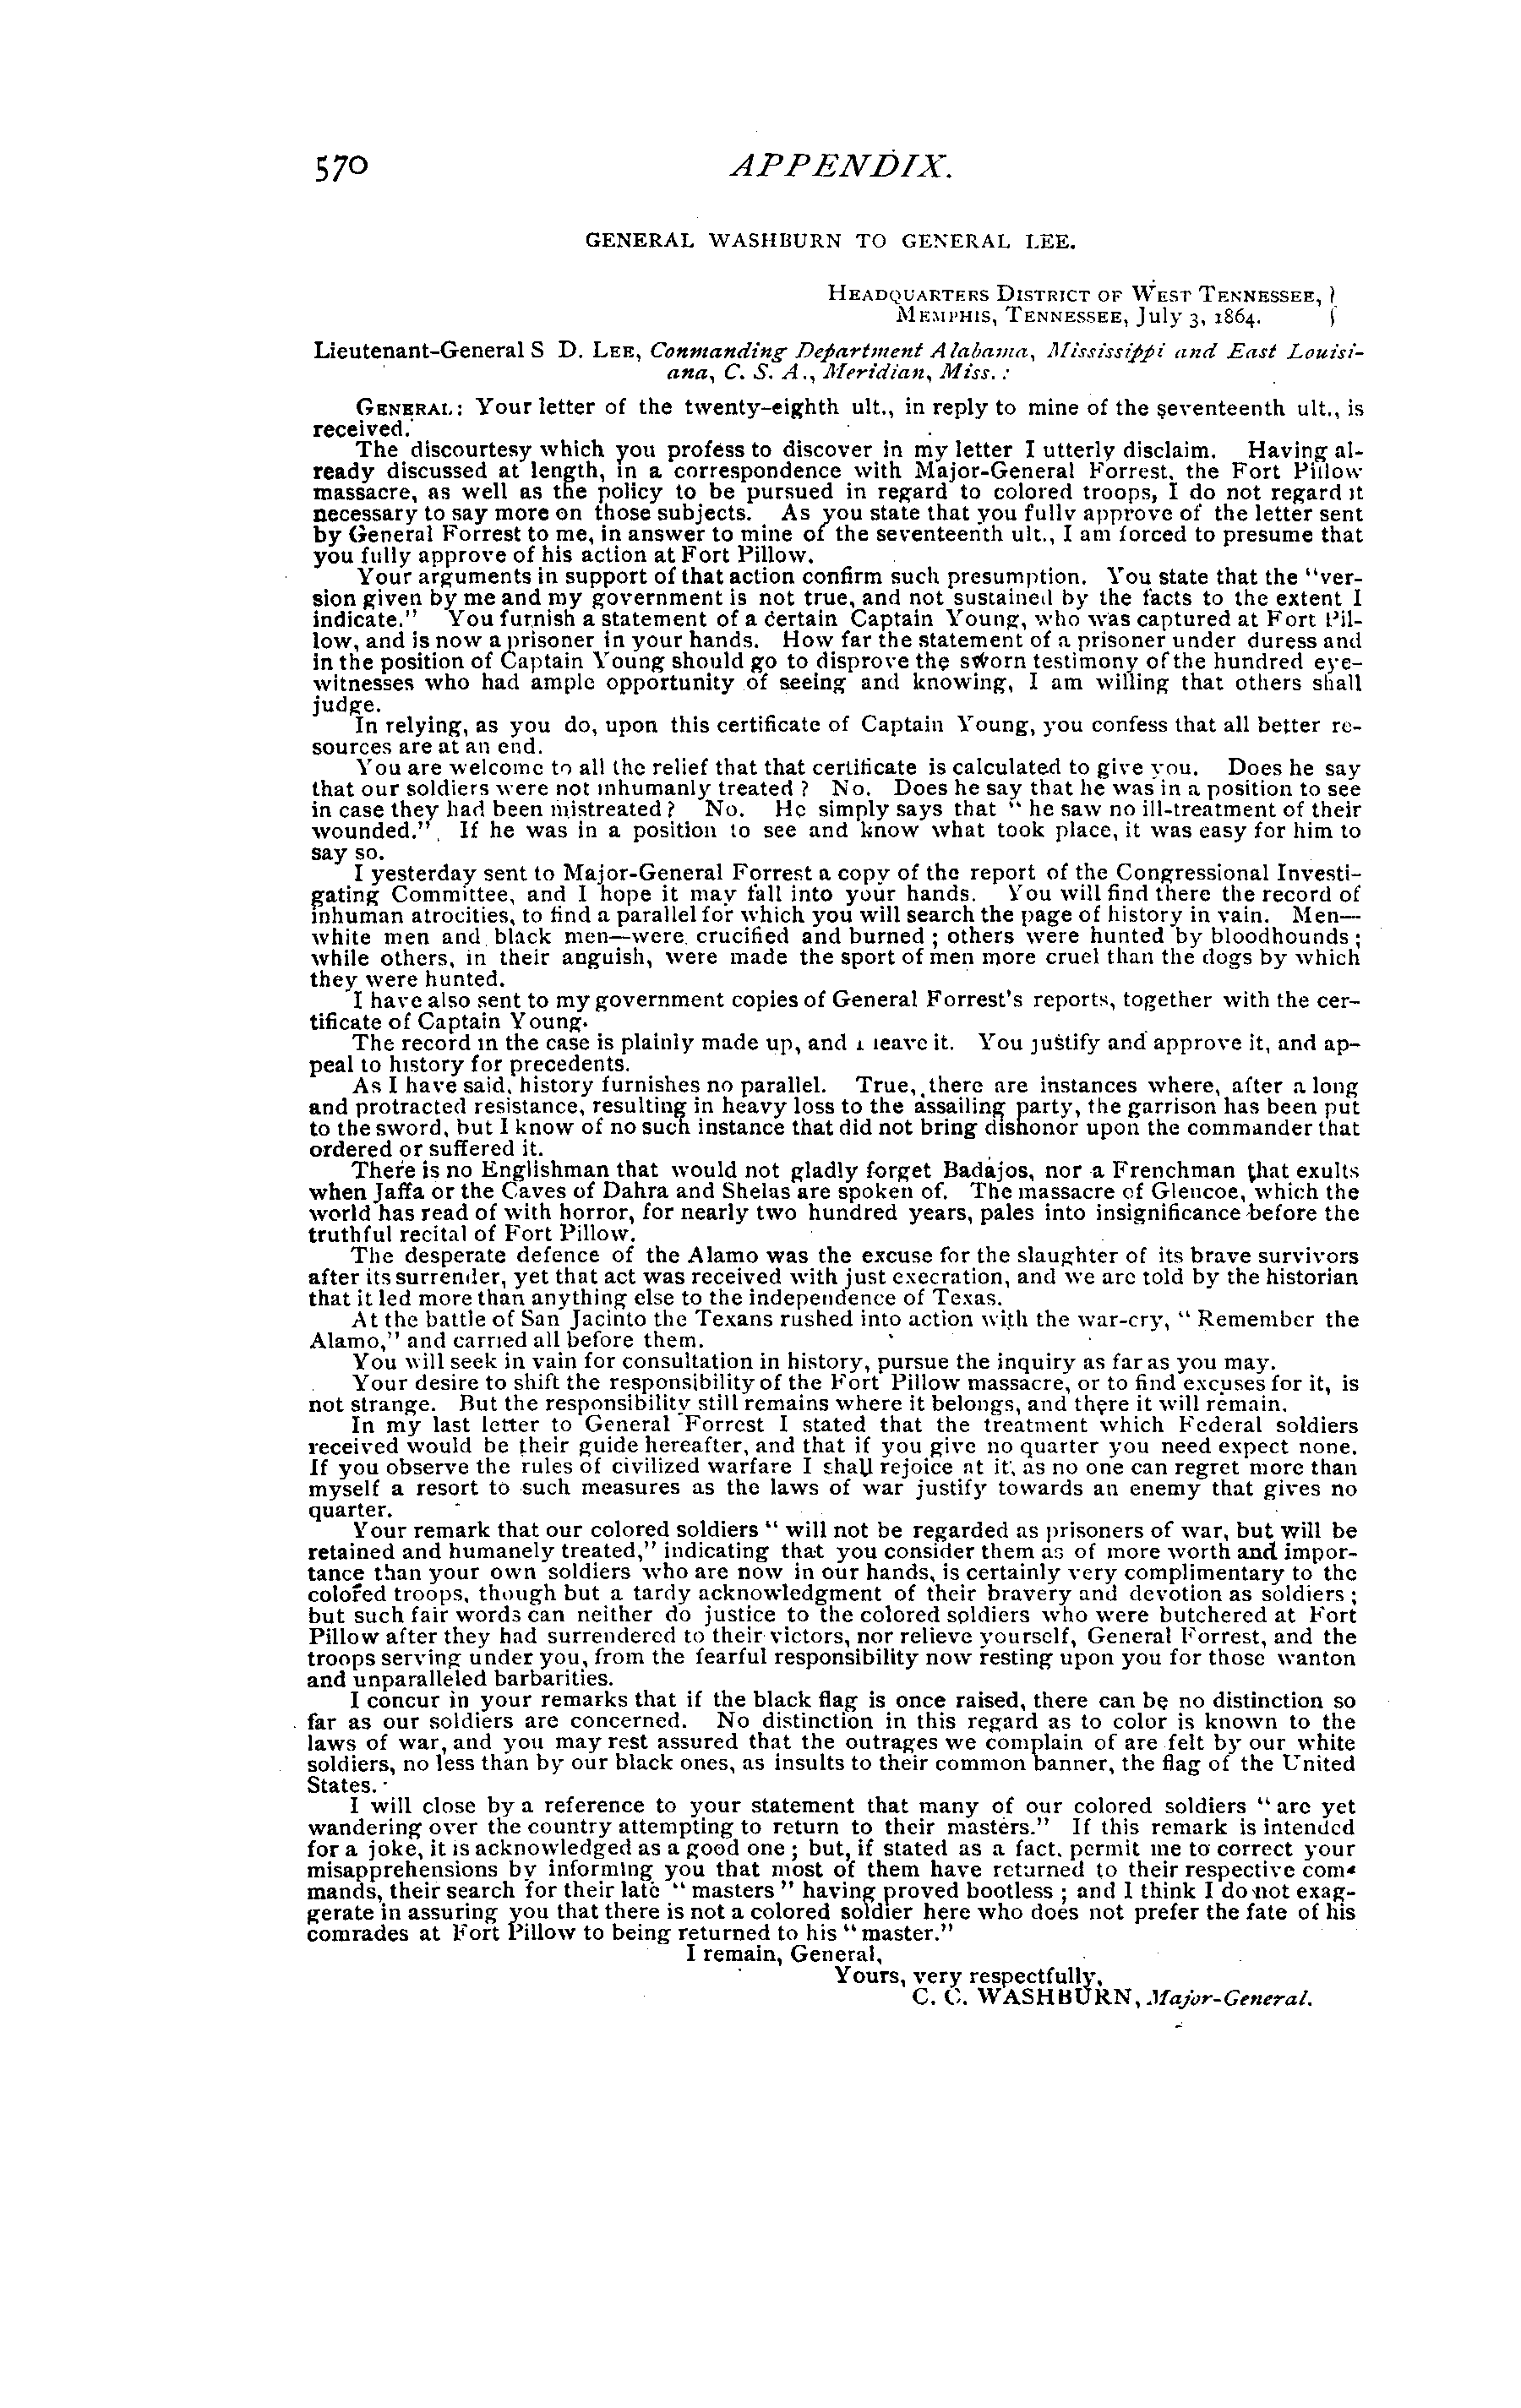 570 APPENDIX.
GENERAL WASHBURN TO GENERAL LEE.
HEADQUARTERS DISTRICT OF WEST TENNESSEE, }
MEMPHIS, TENNESSEE, July 3, 1864. }
Lieutenant-General S D. LEE, Conmanding Department Alabama, Mississippi and East Louisi-
ana, C. S. A., Meridian, Miss. :
GENERAL: Your letter of the twenty-eighth ult., in reply to mine of the seventeenth ult., is
received.
The discourtesy which you profess to discover in my letter I utterly disclaim. Having al-
ready discussed at length, in a correspondence with Major-General Forrest, the Fort Pillow
massacre, as well as the policy to be pursued in regard to colored troops, I do not regard it
necessary to say more on those subjects. As you state that you fully approve of the letter sent
by General Forrest to me, in answer to mine of the seventeenth ult., I am forced to presume that
you fully approve of his action at Fort Pillow.
Your arguments in support of that action confirm such presumption. You state that the "ver-
sion given by me and my government is not true, and not sustained by the facts to the extent I
indicate." You furnish a statement of a certain Captain Young, who was captured at Fort Pil-
low, and is now a prisoner in your hands. How far the statement of a prisoner under duress and
in the position of Captain Young should go to disprove the sworn testimony of the hundred eye-
witnesses who had ample opportunity of seeing and knowing, I am willing that others shall
judge.
In relying, as you do, upon this certificate of Captain Young, you confess that all better re-
sources are at an end.
You are welcome to all the relief that that certificate is calculated to give you. Does he say
that our soldiers were not inhumanly treated ? No. Does he say that he was in a position to see
in case they had been mistreated ? No. He simply says that " he saw no ill-treatment of their
wounded." If he was in a position to see and know what took place, it was easy for him to
say so.
I yesterday sent to Major-General Forrest a copy of the report of the Congressional Investi-
gating Committee, and I hope it may fall into your hands. You will find there the record of
inhuman atrocities, to find a parallel for which you will search the page of history in vain. Men—
white men and black men—were crucified and burned ; others were hunted by bloodhounds ;
while others, in their anguish, were made the sport of men more cruel than the dogs by which
they were hunted.
I have also sent to my government copies of General Forrest's reports, together with the cer-
tificate of Captain Young.
The record in the case is plainly made up, and I leave it. You justify and approve it, and ap-
peal to history for precedents.
As I have said, history furnishes no parallel. True, there are instances where, after a long
and protracted resistance, resulting in heavy loss to the assailing party, the garrison has been put
to the sword, but I know of no such instance that did not bring dishonor upon the commander that
ordered or suffered it.
There is no Englishman that would not gladly forget Badajos, nor a Frenchman that exults
when Jaffa or the Caves of Dahra and Shelas are spoken of. The massacre of Glencoe, which the
world has read of with horror, for nearly two hundred years, pales into insignificance before the
truthful recital of Fort Pillow.
The desperate defence of the Alamo was the excuse for the slaughter of its brave survivors
after its surrender, yet that act was received with just execration, and we are told by the historian
that it led more than anything else to the independence of Texas.
At the battle of San Jacinto the Texans rushed into action with the war-cry, " Remember the
Alamo," and carried all before them.
You will seek in vain for consultation in history, pursue the inquiry as far as you may.
Your desire to shift the responsibility of the Fort Pillow massacre, or to find excuses for it, is
not strange. But the responsibility still remains where it belongs, and there it will remain.
In my last letter to General Forrest I stated that the treatment which Federal soldiers
received would be their guide hereafter, and that if you give no quarter you need expect none.
If you observe the rules of civilized warfare I shall rejoice at it, as no one can regret more than
myself a resort to such measures as the laws of war justify towards an enemy that gives no
quarter.
Your remark that our colored soldiers " will not be regarded as prisoners of war, but will be
retained and humanely treated," indicating that you consider them as of more worth and impor-
tance than your own soldiers who are now in our hands, is certainly very complimentary to the
colored troops, though but a tardy acknowledgment of their bravery and devotion as soldiers ;
but such fair words can neither do justice to the colored soldiers who were butchered at Fort
Pillow after they had surrendered to their victors, nor relieve yourself, General Forrest, and the
troops serving under you, from the fearful responsibility now resting upon you for those wanton
and unparalleled barbarities.
I concur in your remarks that if the black flag is once raised, there can be no distinction so
far as our soldiers are concerned. No distinction in this regard as to color is known to the
laws of war, and you may rest assured that the outrages we complain of are felt by our white
soldiers, no less than by our black ones, as insults to their common banner, the flag of the United
States.
I will close by a reference to your statement that many of our colored soldiers " are yet
wandering over the country attempting to return to their masters." If this remark is intended
for a joke, it is acknowledged as a good one ; but, if stated as a fact, permit me to correct your
misapprehensions by informing you that most of them have returned to their respective com-
mands, their search for their late " masters " having proved bootless ; and I think I do not exag-
gerate in assuring you that there is not a colored soldier here who does not prefer the fate of his
comrades at Fort Pillow to being returned to his " master."
I remain, General,
Yours, very respectfully,
C. C. WASHBURN, Major-General.